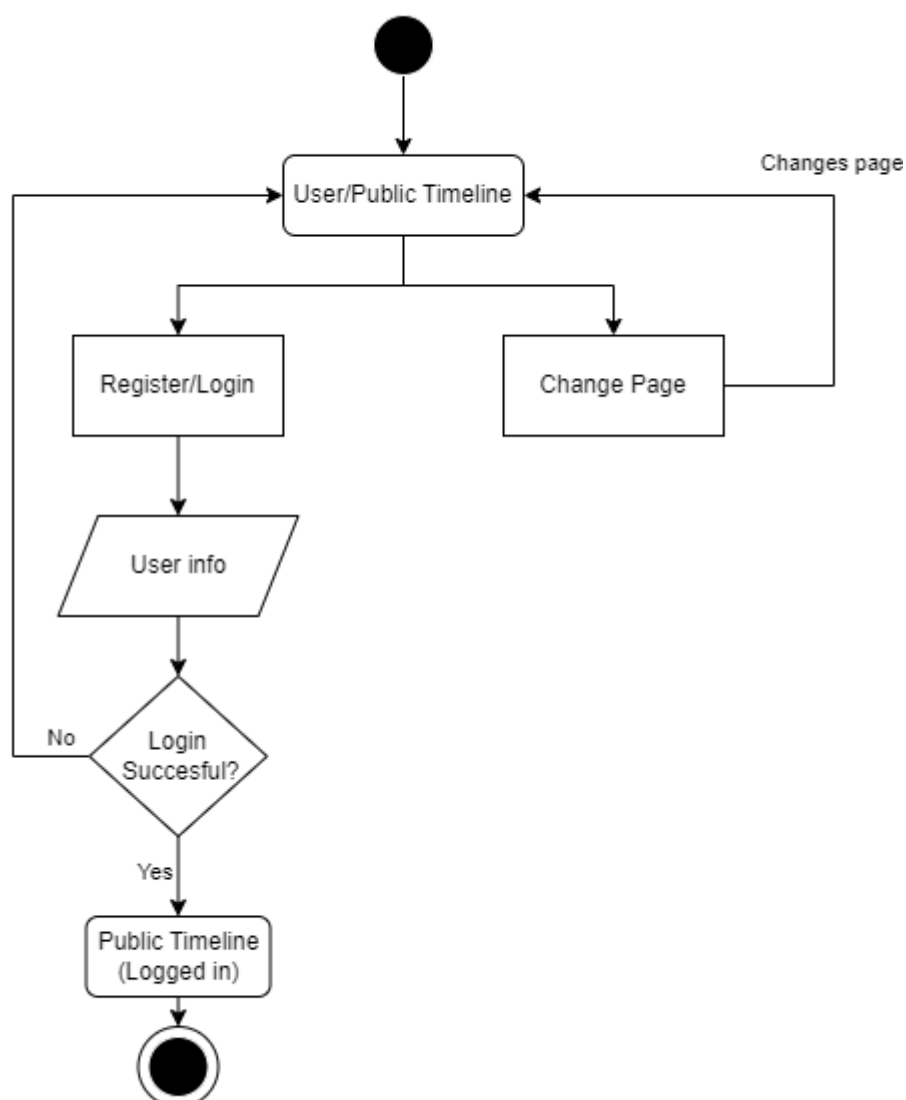 Changes page
User/Public Timeline
Register/Login
Change Page
User info
No
Login
Succesful?
Yes
Public Timeline
(Logged in)